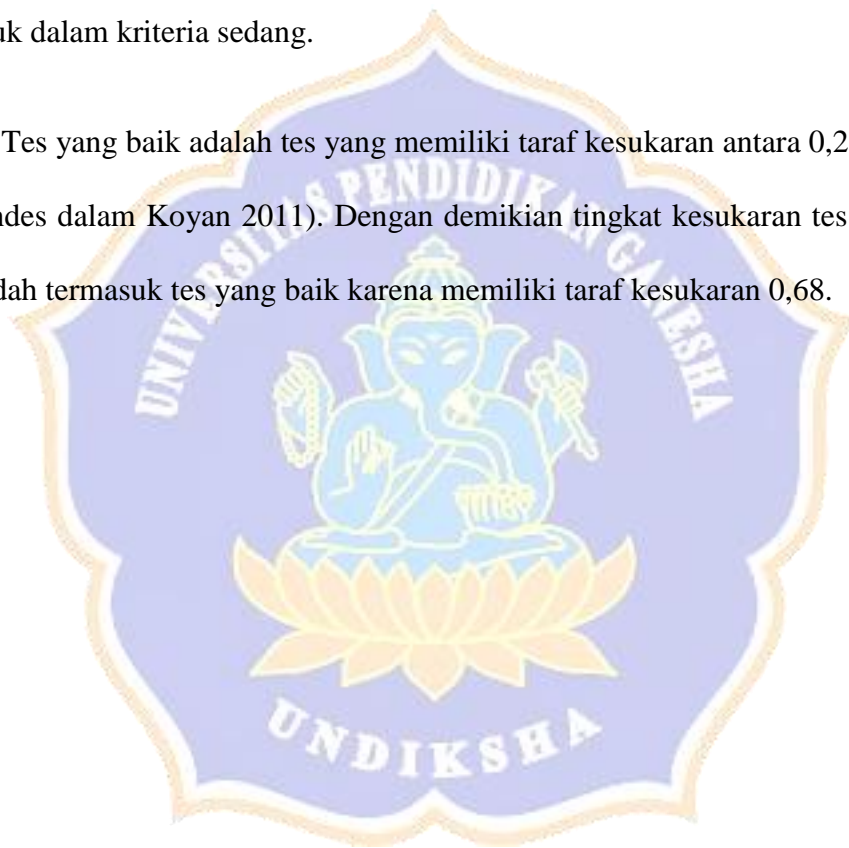 uk dalam kriteria sedang.
Tes yang baik adalah tes yang memiliki taraf kesukaran antara 0,2
ndes dalam Koyan 2011). Dengan demikian tingkat kesukaran tes
dah termasuk tes yang baik karena memiliki taraf kesukaran 0,68.
UNIVERSITAS PENDIDIKAN GANESHA
UNDIKSHA